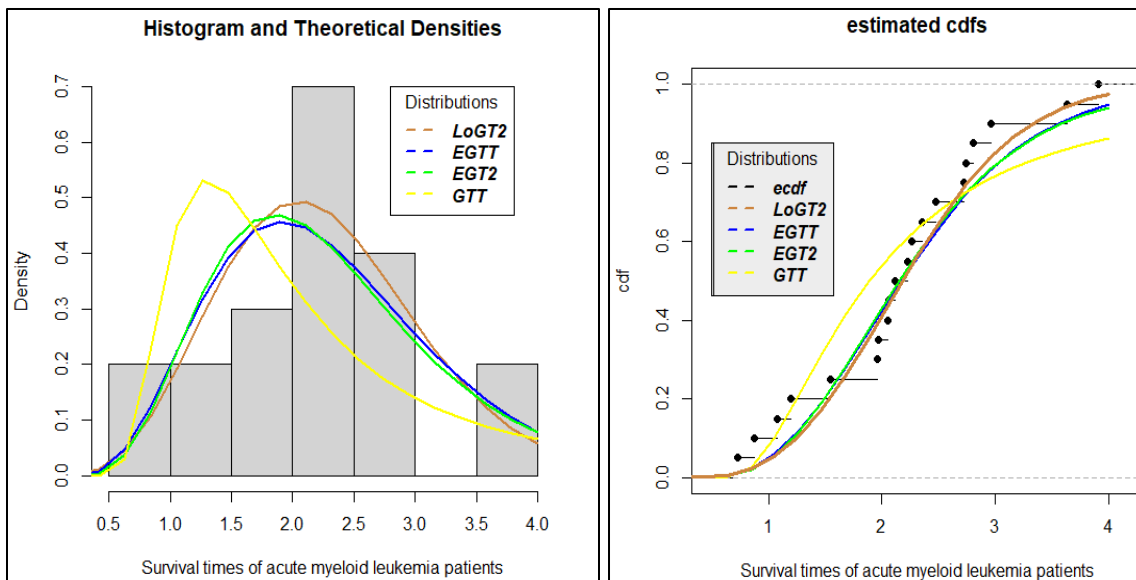 Histogram and Theoretical Densities
Density
0.0
0.1
0.2
0.3
0.4
0.5
0.6
0.7
Distributions
LoGT2
EGTT
EGT2
GTT
0.5 1.0 1.5 2.0 2.5 3.0 3.5 4.0
Survival times of acute myeloid leukemia patients
estimated cdfs
cdf
0.0
0.2
0.4
0.6
0.8
1.0
Distributions
ecdf
LoGT2
EGTT
EGT2
GTT
1 2 3 4
Survival times of acute myeloid leukemia patients